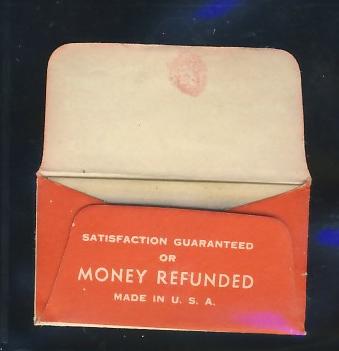 SATISFACTION GUARANTEED
OR
MONEY REFUNDED
MADE IN U. S. A.